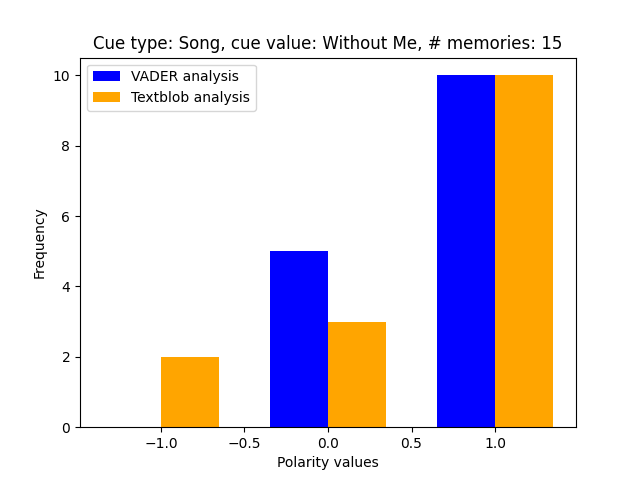 Cue type: Song, cue value: Without Me, # memories: 15
VADER analysis
Textblob analysis
10
8
6
4
2
0
Frequency
−1.0 −0.5 0.0 0.5 1.0
Polarity values